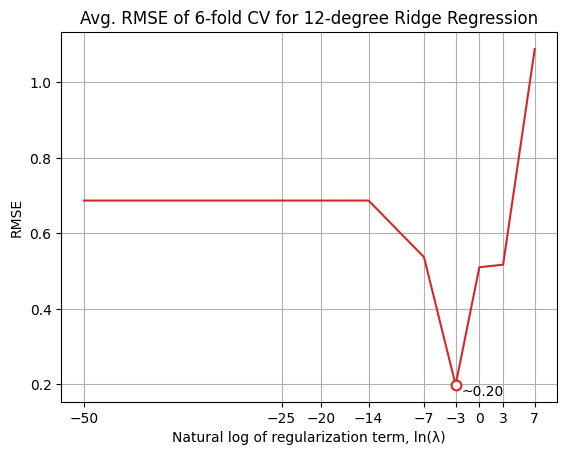 Avg. RMSE of 6-fold CV for 12-degree Ridge Regression
RMSE
1.0
0.8
0.6
0.4
0.2
~0.20
−50 −25 −20 −14 −7 −3 0 3 7
Natural log of regularization term, ln(λ)